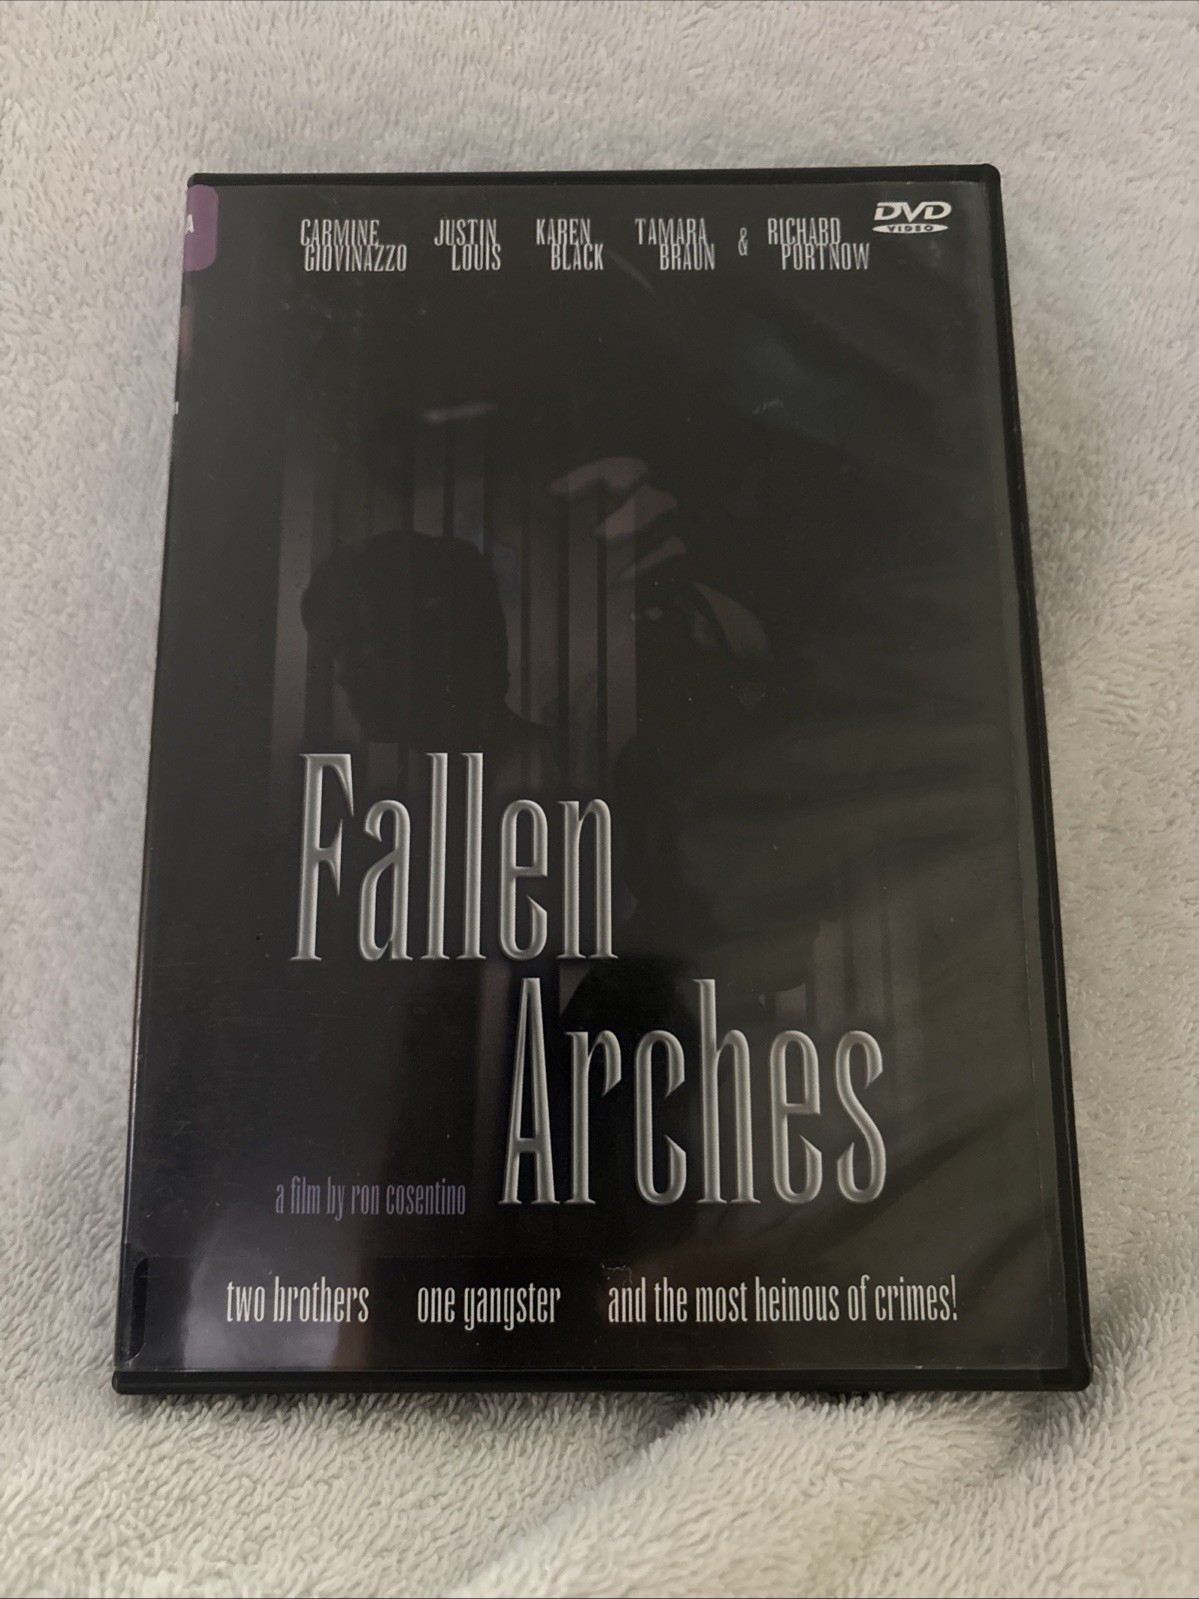 A
CARMINE GIOVINAZZO
JUSTIN LOUIS
KAREN BLACK
TAMARA BRAUN
&
RICHARD PORTNOW
DVD
VIDEO
Fallen
Arches
a film by ron cosentino
two brothers one gangster and the most heinous of crimes!